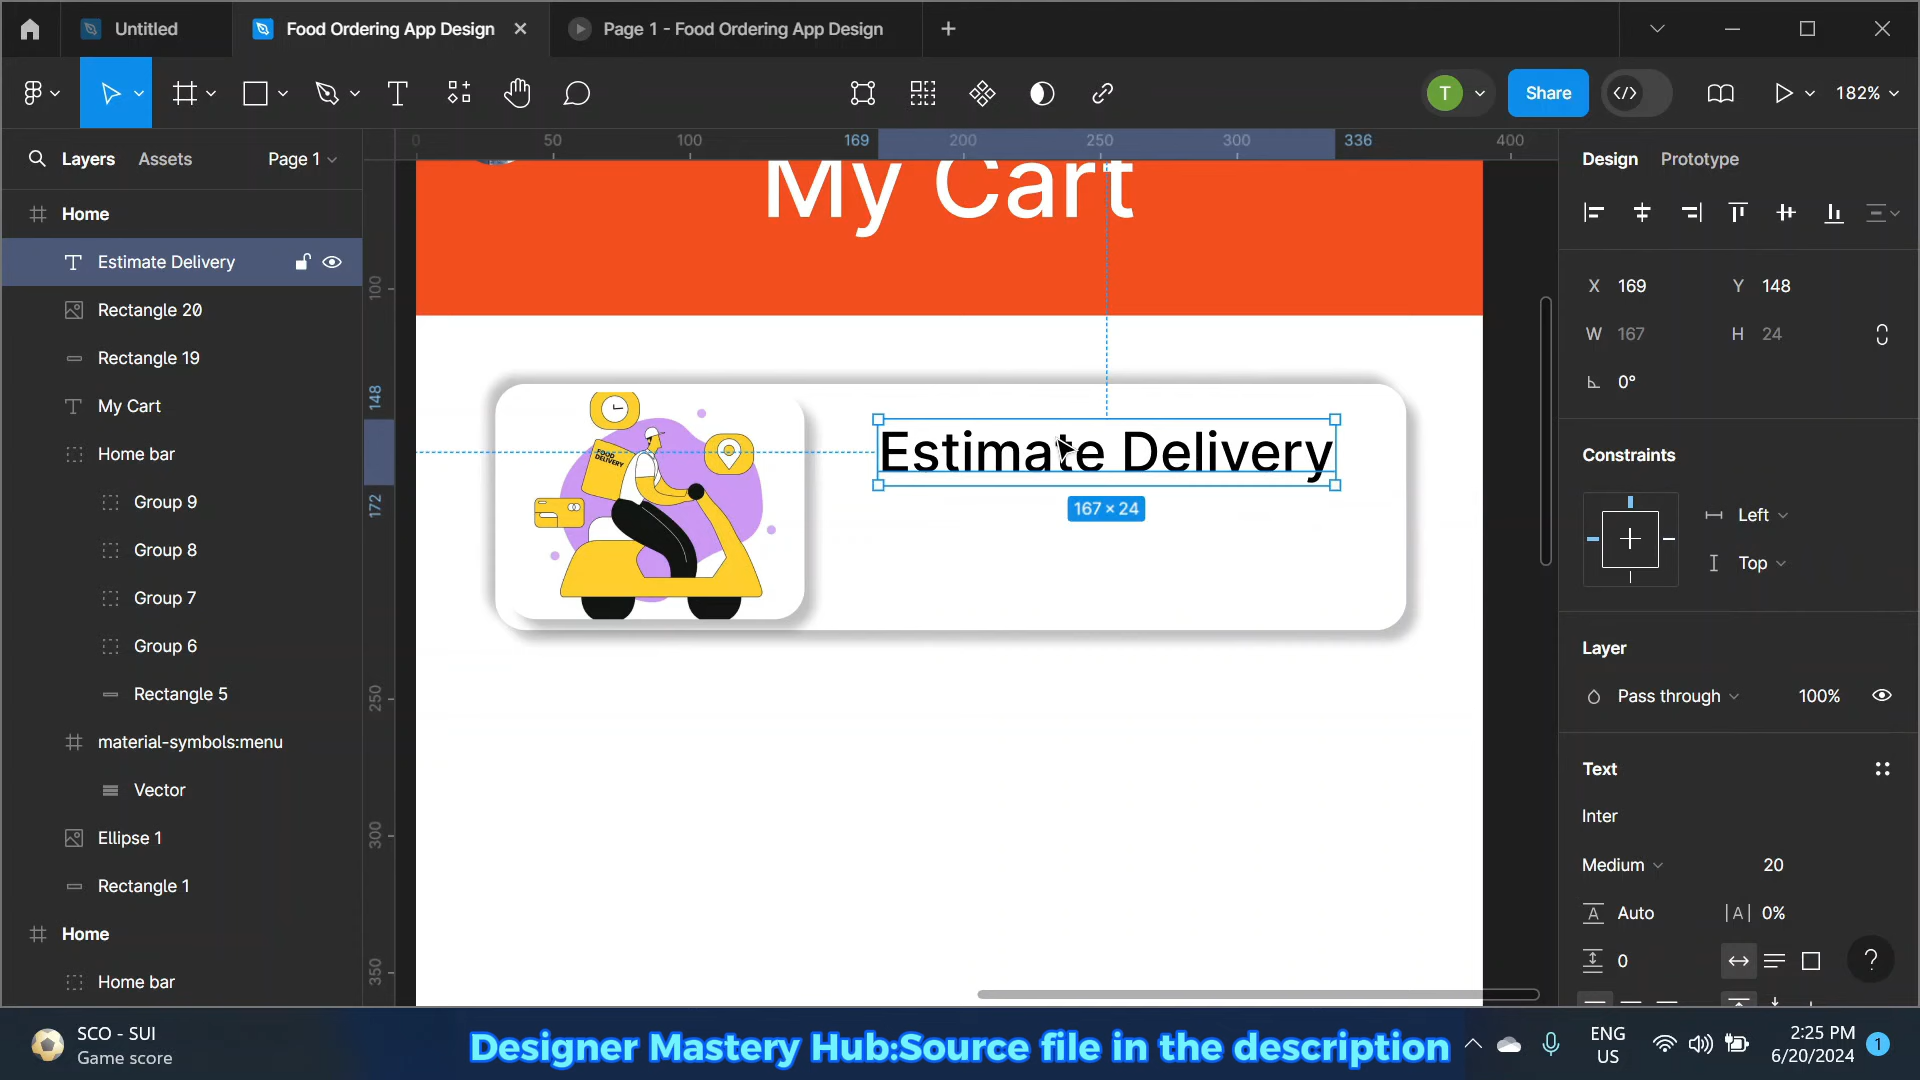 Untitled
Food Ordering App Design
Page 1 - Food Ordering App Design
T
Share
182%
Layers
Assets
Page 1
0
50
100
169
200
250
300
336
400
Design
Prototype
Home
Estimate Delivery
Rectangle 20
Rectangle 19
My Cart
Home bar
Group 9
Group 8
Group 7
Group 6
Rectangle 5
material-symbols:menu
Vector
Ellipse 1
Rectangle 1
Home
Home bar
100
148
172
250
300
350
My Cart
FOOD
DELIVERY
Estimate Delivery
167 × 24
X 169
Y 148
W 167
H 24
0°
Constraints
Left
Top
Layer
Pass through
100%
Text
Inter
Medium
20
Auto
|A| 0%
0
?
SCO - SUI
Game score
Designer Mastery Hub:Source file in the description
ENG
US
2:25 PM
6/20/2024
1